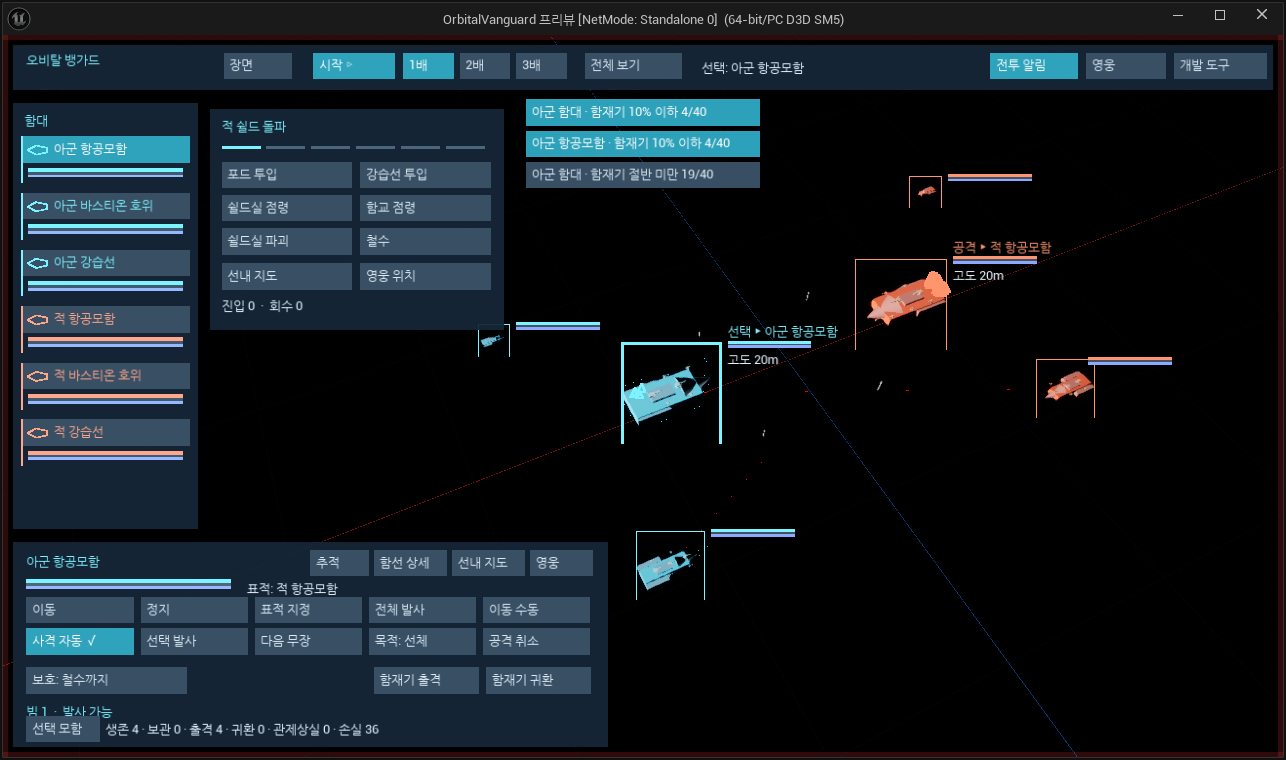 OrbitalVanguard 프리뷰 [NetMode: Standalone 0] (64-bit/PC D3D SM5)
오비탈 뱅가드
장면
시작 ▶
1배
2배
3배
전체 보기
선택: 아군 항공모함
전투 알림
영웅
개발 도구
함대
아군 항공모함
아군 바스티온 호위
아군 강습선
적 항공모함
적 바스티온 호위
적 강습선
적 쉴드 돌파
포드 투입
강습선 투입
쉴드실 점령
함교 점령
쉴드실 파괴
철수
선내 지도
영웅 위치
진입 0 · 회수 0
아군 함대 · 함재기 10% 이하 4/40
아군 항공모함 · 함재기 10% 이하 4/40
아군 함대 · 함재기 절반 미만 19/40
공격 ▶ 적 항공모함
고도 20m
선택 ▶ 아군 항공모함
고도 20m
아군 항공모함
추적
함선 상세
선내 지도
영웅
표적: 적 항공모함
이동
정지
표적 지정
전체 발사
이동 수동
사격 자동 √
선택 발사
다음 무장
목적: 선체
공격 취소
보호: 철수까지
함재기 출격
함재기 귀환
빔 1 · 발사 가능
선택 모함
생존 4 · 보관 0 · 출격 4 · 귀환 0 · 관제상실 0 · 손실 36